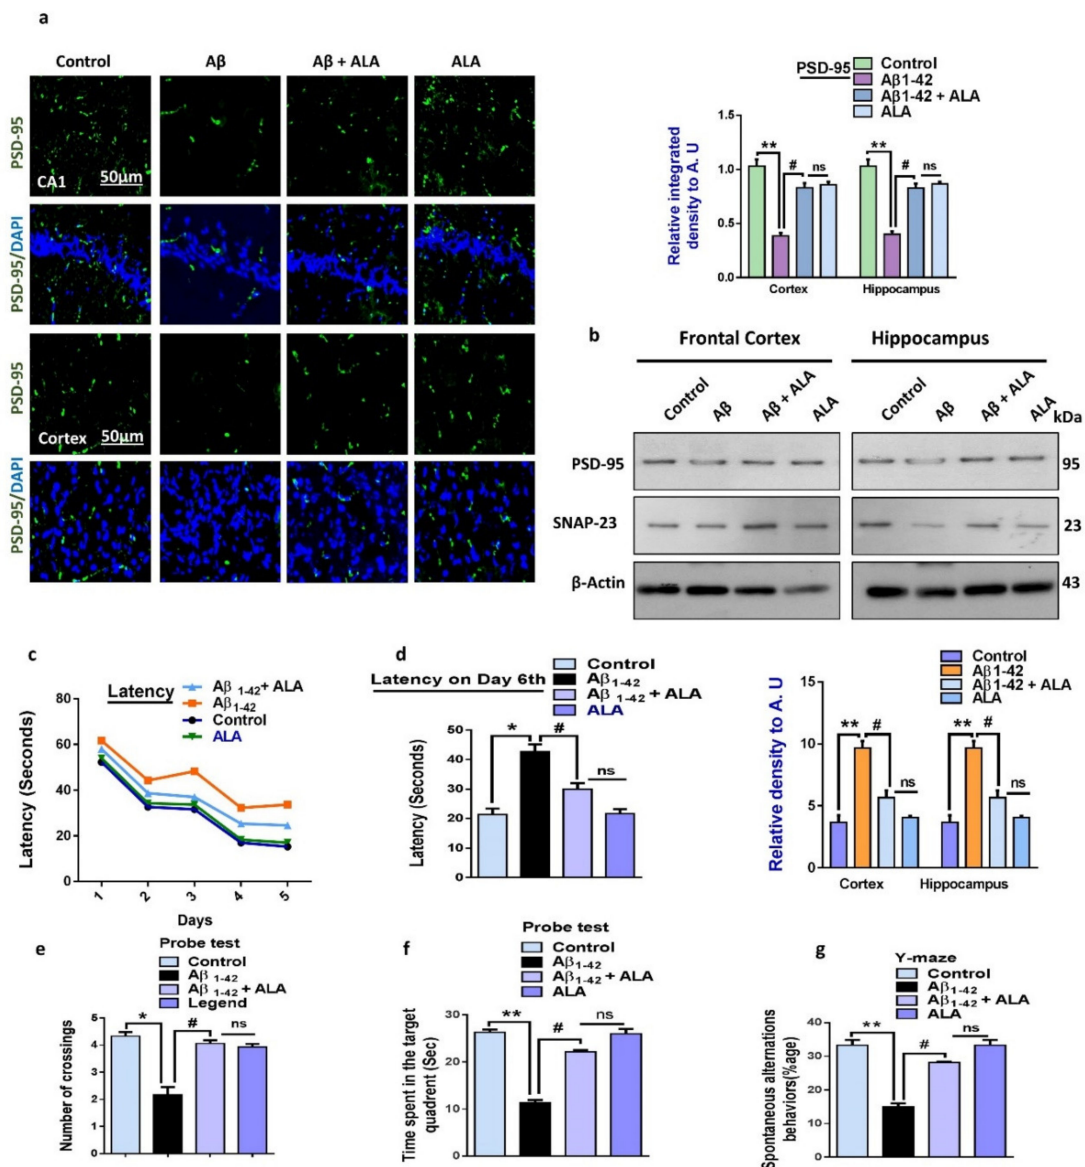 a
Control
Aβ
Aβ + ALA
ALA
PSD-95
CA1
50μm
PSD-95/DAPI
PSD-95
Cortex
50μm
PSD-95/DAPI
PSD-95
Control
Aβ1-42
Aβ1-42 + ALA
ALA
Relative integrated
density to A. U
1.5
1.0
0.5
0.0
** # ns
** # ns
Cortex
Hippocampus
b
Frontal Cortex
Hippocampus
Control
Aβ
Aβ + ALA
ALA
Control
Aβ
Aβ + ALA
ALA
kDa
PSD-95
95
SNAP-23
23
β-Actin
43
c
Latency
Aβ 1-42+ ALA
Aβ 1-42
Control
ALA
Latency (Seconds)
80
60
40
20
0
1 2 3 4 5
Days
d
Latency on Day 6th
Control
Aβ1-42
Aβ 1-42 + ALA
ALA
Latency (Seconds)
50
40
30
20
10
0
* # ns
Control
Aβ1-42
Aβ1-42 + ALA
ALA
Relative density to A. U
15
10
5
0
** # ns
** # ns
Cortex
Hippocampus
e
Probe test
Control
Aβ 1-42
Aβ 1-42 + ALA
Legend
Number of crossings
5
4
3
2
1
0
* # ns
f
Probe test
Control
Aβ1-42
Aβ1-42 + ALA
ALA
Time spent in the target
quadrent (Sec)
30
20
10
0
** # ns
g
Y-maze
Control
Aβ 1-42
Aβ 1-42 + ALA
ALA
Spontaneous alternations
behaviors(%age)
40
30
20
10
0
** # ns